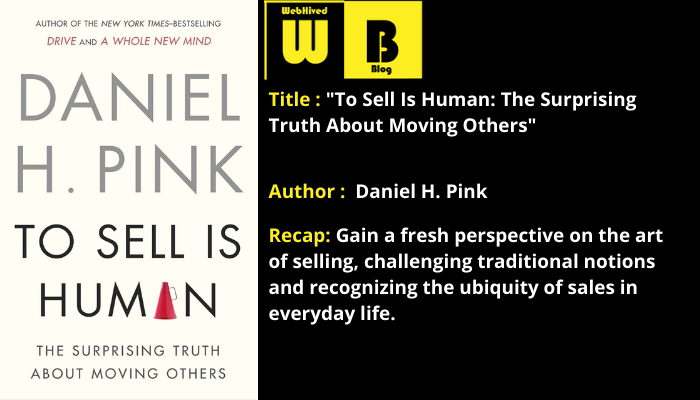 AUTHOR OF THE NEW YORK TIMES–BESTSELLING
DRIVE AND A WHOLE NEW MIND
DANIEL
H. PINK
TO SELL IS
HUMAN
THE SURPRISING TRUTH
ABOUT MOVING OTHERS
WebHived
W
B
Blog
Title : "To Sell Is Human: The Surprising
Truth About Moving Others"
Author : Daniel H. Pink
Recap: Gain a fresh perspective on the art
of selling, challenging traditional notions
and recognizing the ubiquity of sales in
everyday life.